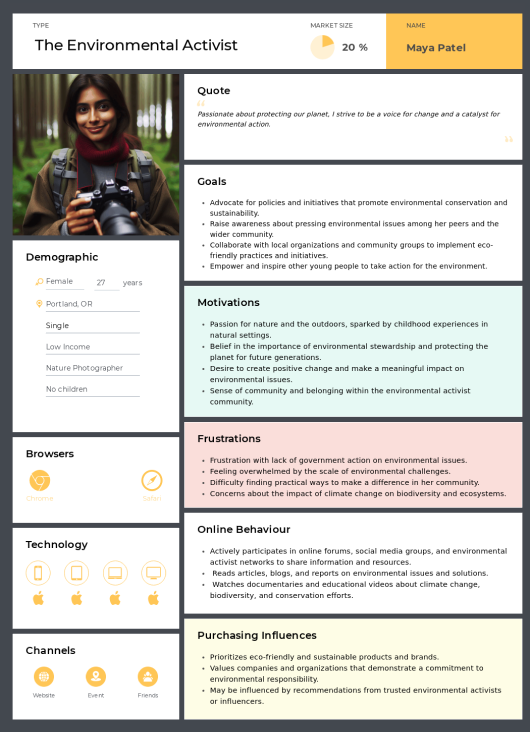 TYPE
The Environmental Activist
MARKET SIZE
20 %
NAME
Maya Patel
Demographic
Female 27 years
Portland, OR
Single
Low Income
Nature Photographer
No children
Browsers
Chrome Safari
Technology
Channels
Website Event Friends
Quote
“
Passionate about protecting our planet, I strive to be a voice for change and a catalyst for
environmental action.
”
Goals
• Advocate for policies and initiatives that promote environmental conservation and
sustainability.
• Raise awareness about pressing environmental issues among her peers and the
wider community.
• Collaborate with local organizations and community groups to implement eco-
friendly practices and initiatives.
• Empower and inspire other young people to take action for the environment.
Motivations
• Passion for nature and the outdoors, sparked by childhood experiences in
natural settings.
• Belief in the importance of environmental stewardship and protecting the
planet for future generations.
• Desire to create positive change and make a meaningful impact on
environmental issues.
• Sense of community and belonging within the environmental activist
community.
Frustrations
• Frustration with lack of government action on environmental issues.
• Feeling overwhelmed by the scale of environmental challenges.
• Difficulty finding practical ways to make a difference in her community.
• Concerns about the impact of climate change on biodiversity and ecosystems.
Online Behaviour
• Actively participates in online forums, social media groups, and environmental
activist networks to share information and resources.
• Reads articles, blogs, and reports on environmental issues and solutions.
• Watches documentaries and educational videos about climate change,
biodiversity, and conservation efforts.
Purchasing Influences
• Prioritizes eco-friendly and sustainable products and brands.
• Values companies and organizations that demonstrate a commitment to
environmental responsibility.
• May be influenced by recommendations from trusted environmental activists
or influencers.